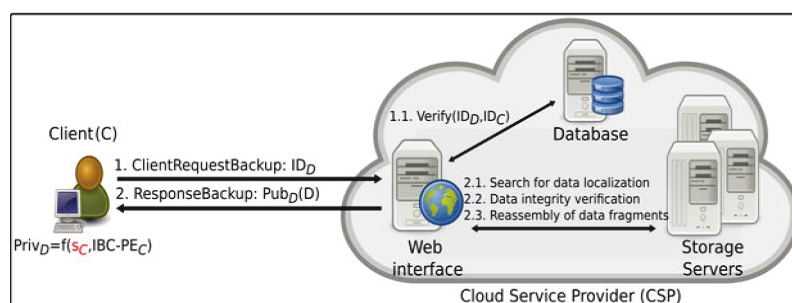 Client(C)
1. ClientRequestBackup: ID_D
2. ResponseBackup: Pub_D(D)
Priv_D=f(s_C,IBC-PE_C)
1.1. Verify(ID_D,ID_C)
Database
2.1. Search for data localization
2.2. Data integrity verification
2.3. Reassembly of data fragments
Web
interface
Storage
Servers
Cloud Service Provider (CSP)